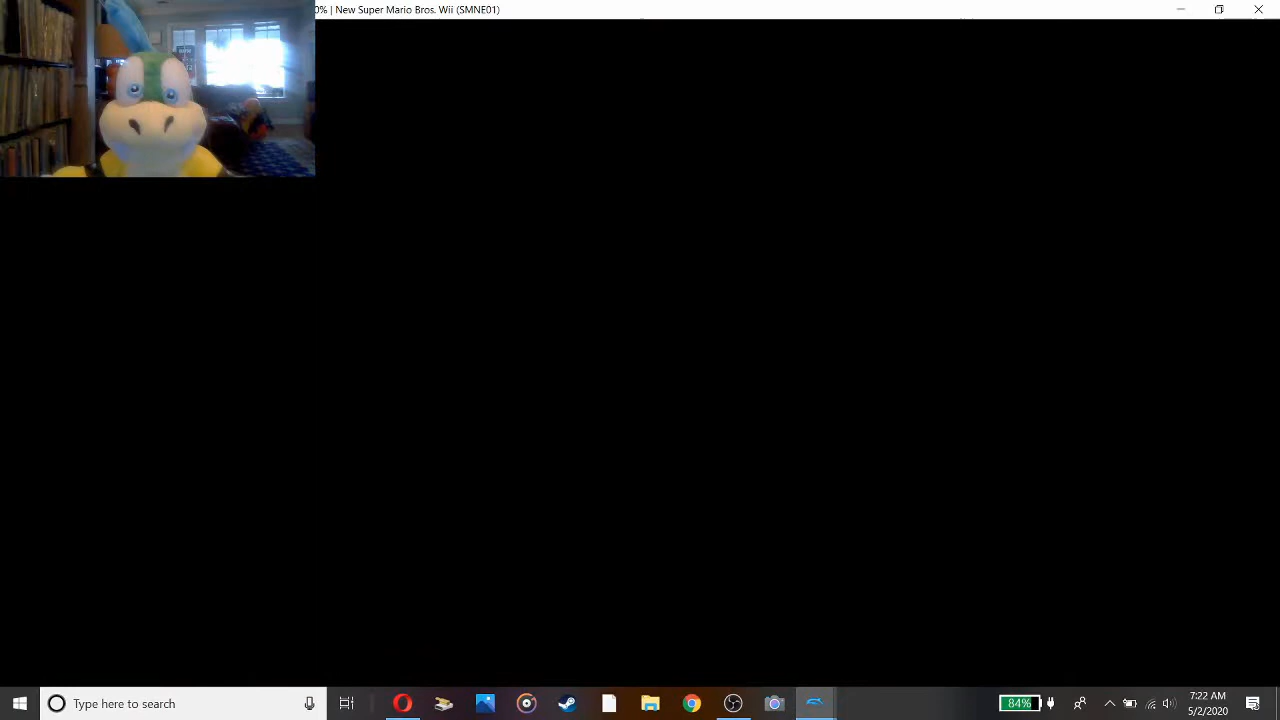 0% | New Super Mario Bros. Wii (SMNE01)
Type here to search
84%
7:22 AM
5/2/2020